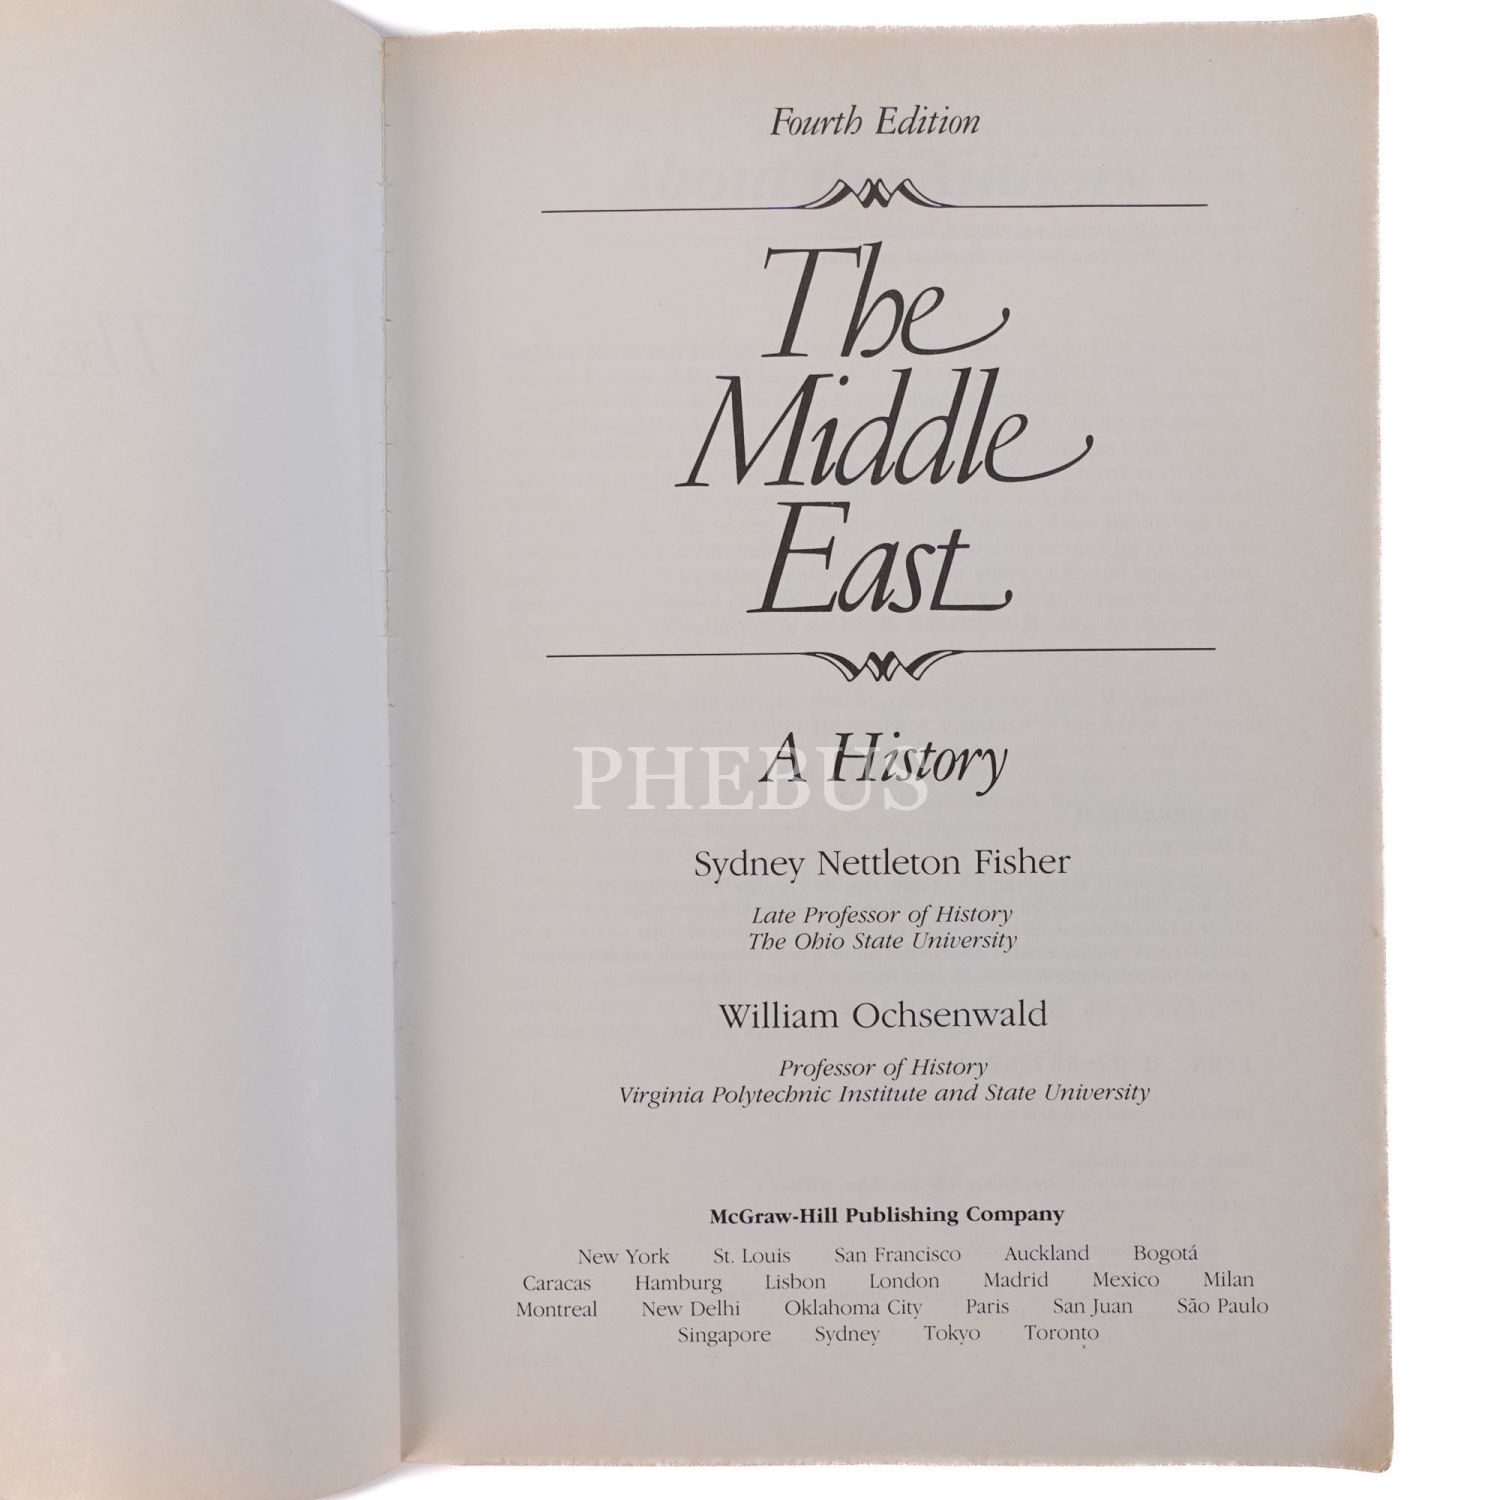 Fourth Edition
The
Middle
East
A History
PHEBUS
Sydney Nettleton Fisher
Late Professor of History
The Ohio State University
William Ochsenwald
Professor of History
Virginia Polytechnic Institute and State University
McGraw-Hill Publishing Company
New York St. Louis San Francisco Auckland Bogotá
Caracas Hamburg Lisbon London Madrid Mexico Milan
Montreal New Delhi Oklahoma City Paris San Juan São Paulo
Singapore Sydney Tokyo Toronto